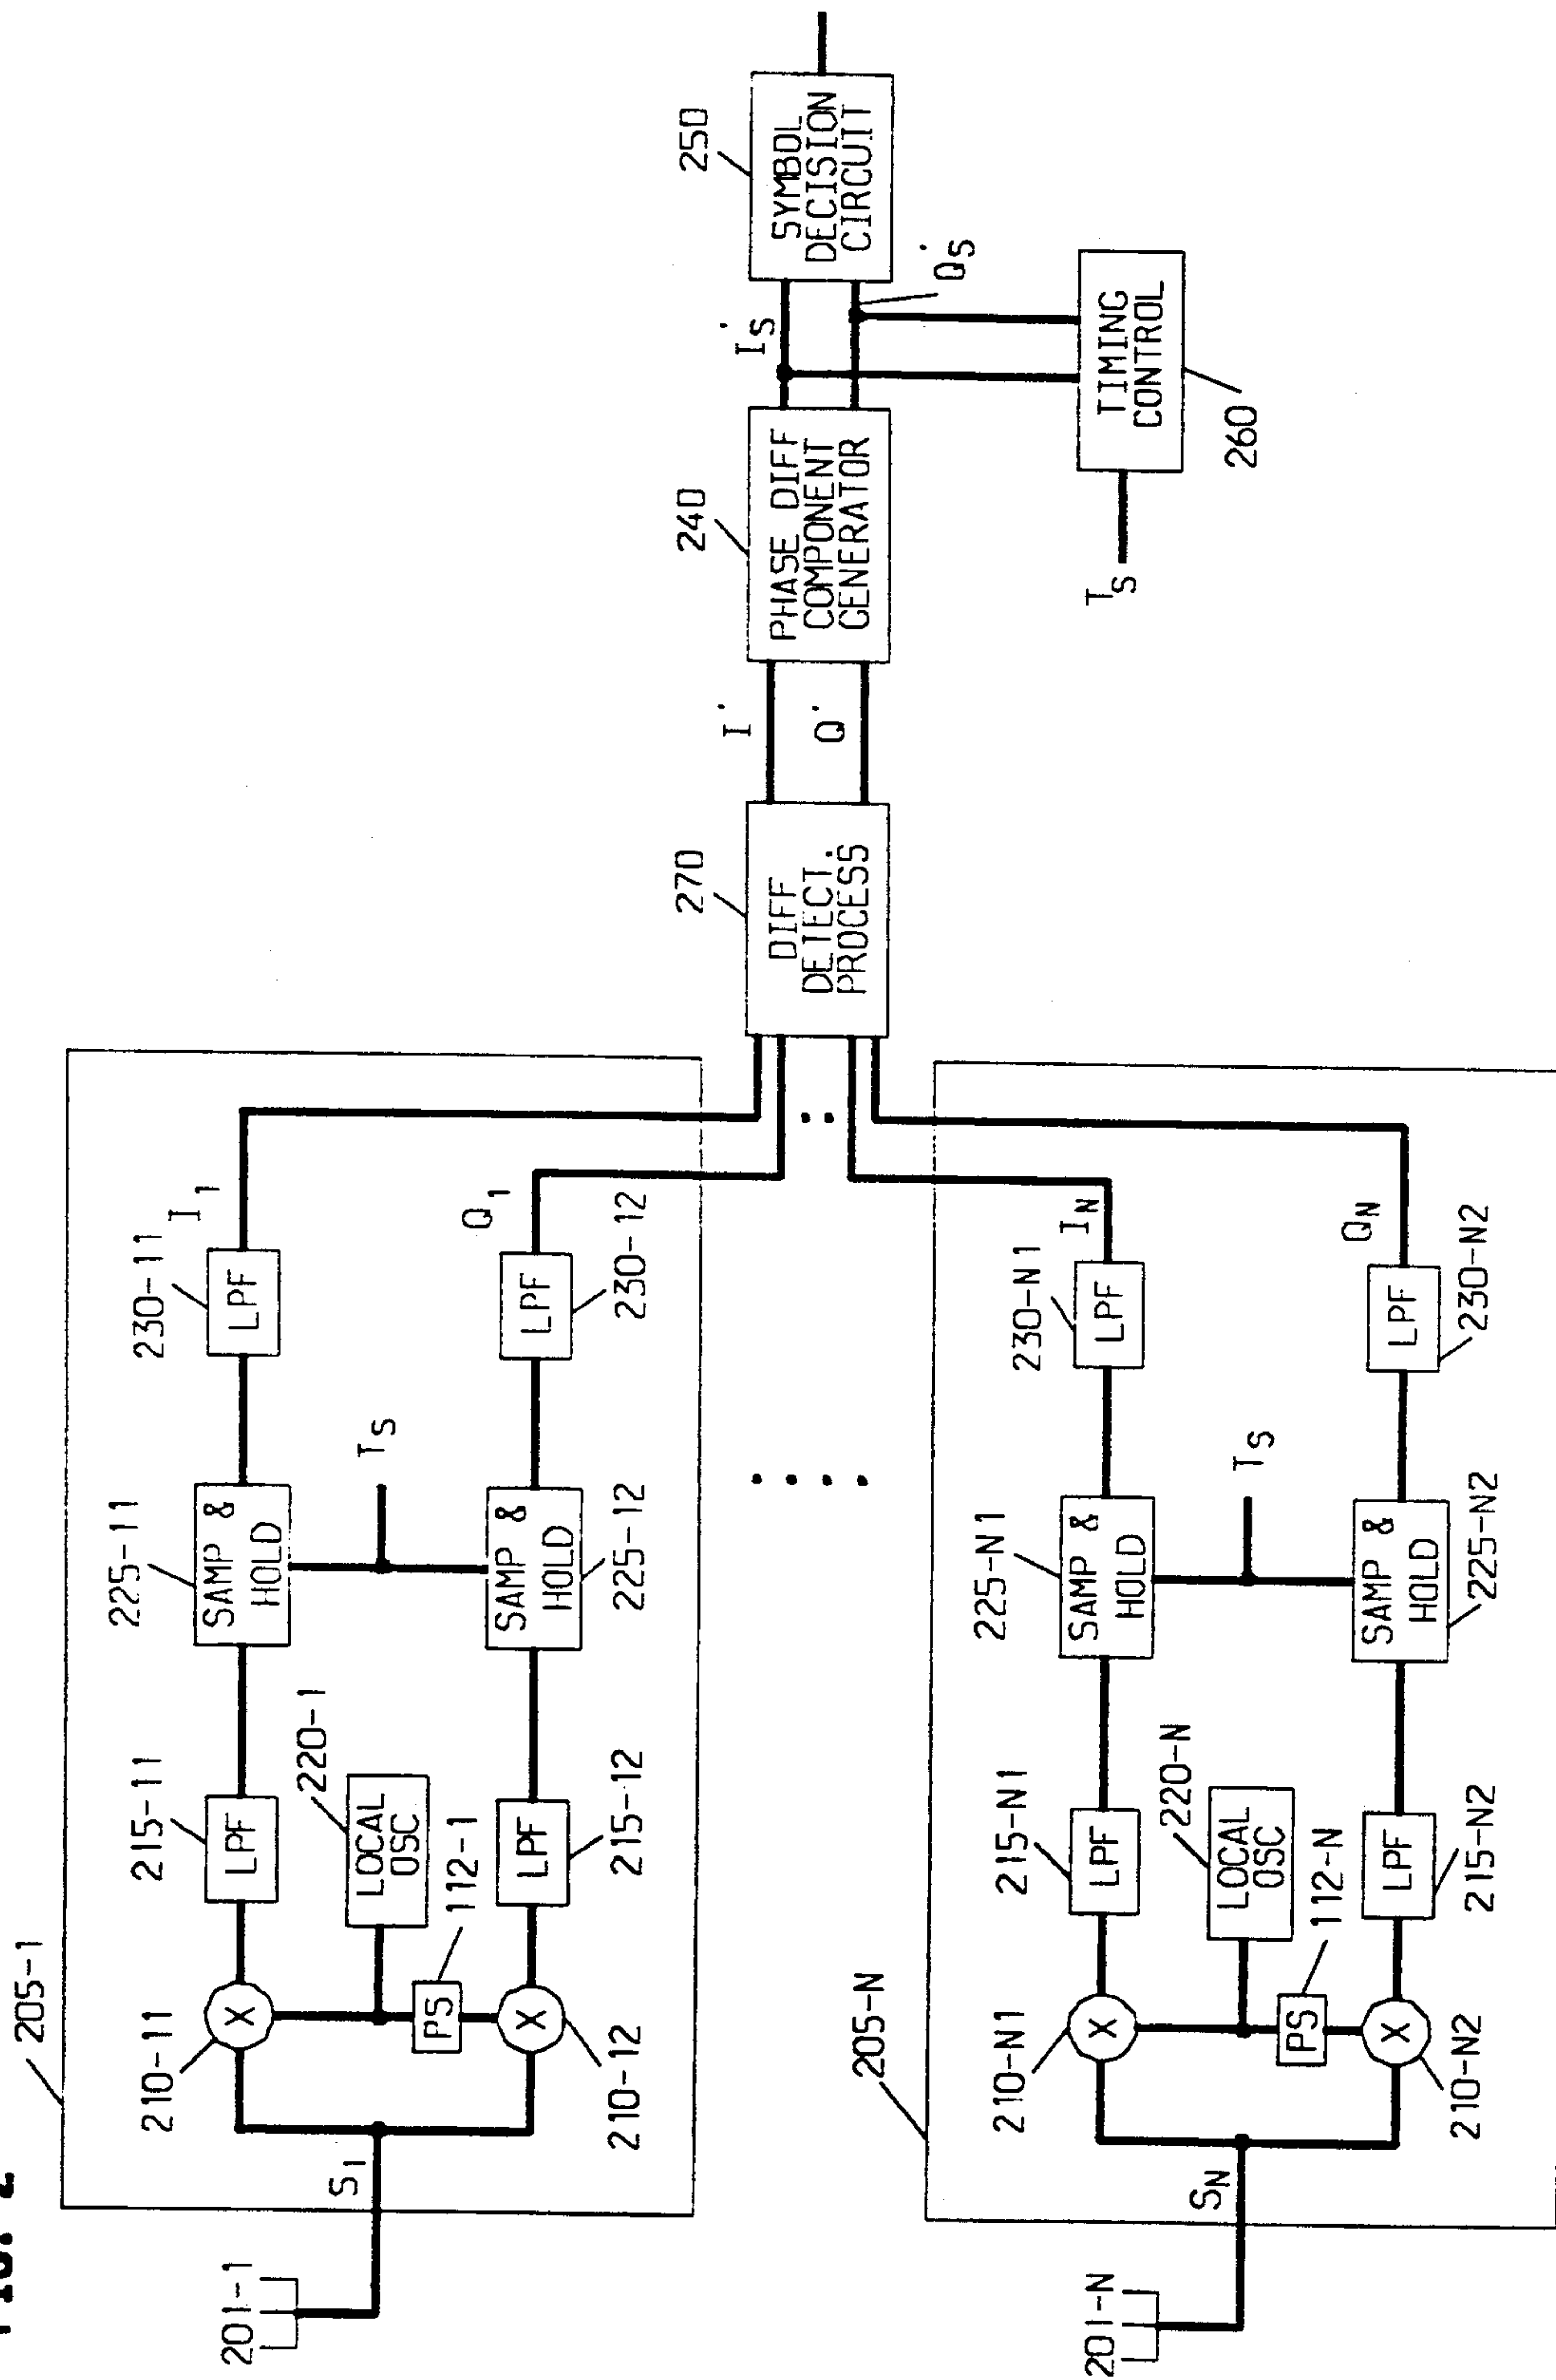 FIG. 2
205-1
201-1
S1
210-11
X
215-11
LPF
225-11
SAMP &
HOLD
230-11
LPF
I1
LOCAL
OSC
220-1
PS
112-1
TS
X
210-12
LPF
215-12
SAMP &
HOLD
225-12
LPF
230-12
Q1
270
DIFF
DETECT.
PROCESS
I'
Q'
240
PHASE DIFF
COMPONENT
GENERATOR
I'S
Q'S
250
SYMBOL
DECISION
CIRCUIT
TS
TIMING
CONTROL
260
205-N
201-N
SN
210-N1
X
215-N1
LPF
225-N1
SAMP &
HOLD
230-N1
LPF
IN
LOCAL
OSC
220-N
PS
112-N
TS
X
210-N2
LPF
215-N2
SAMP &
HOLD
225-N2
LPF
230-N2
QN